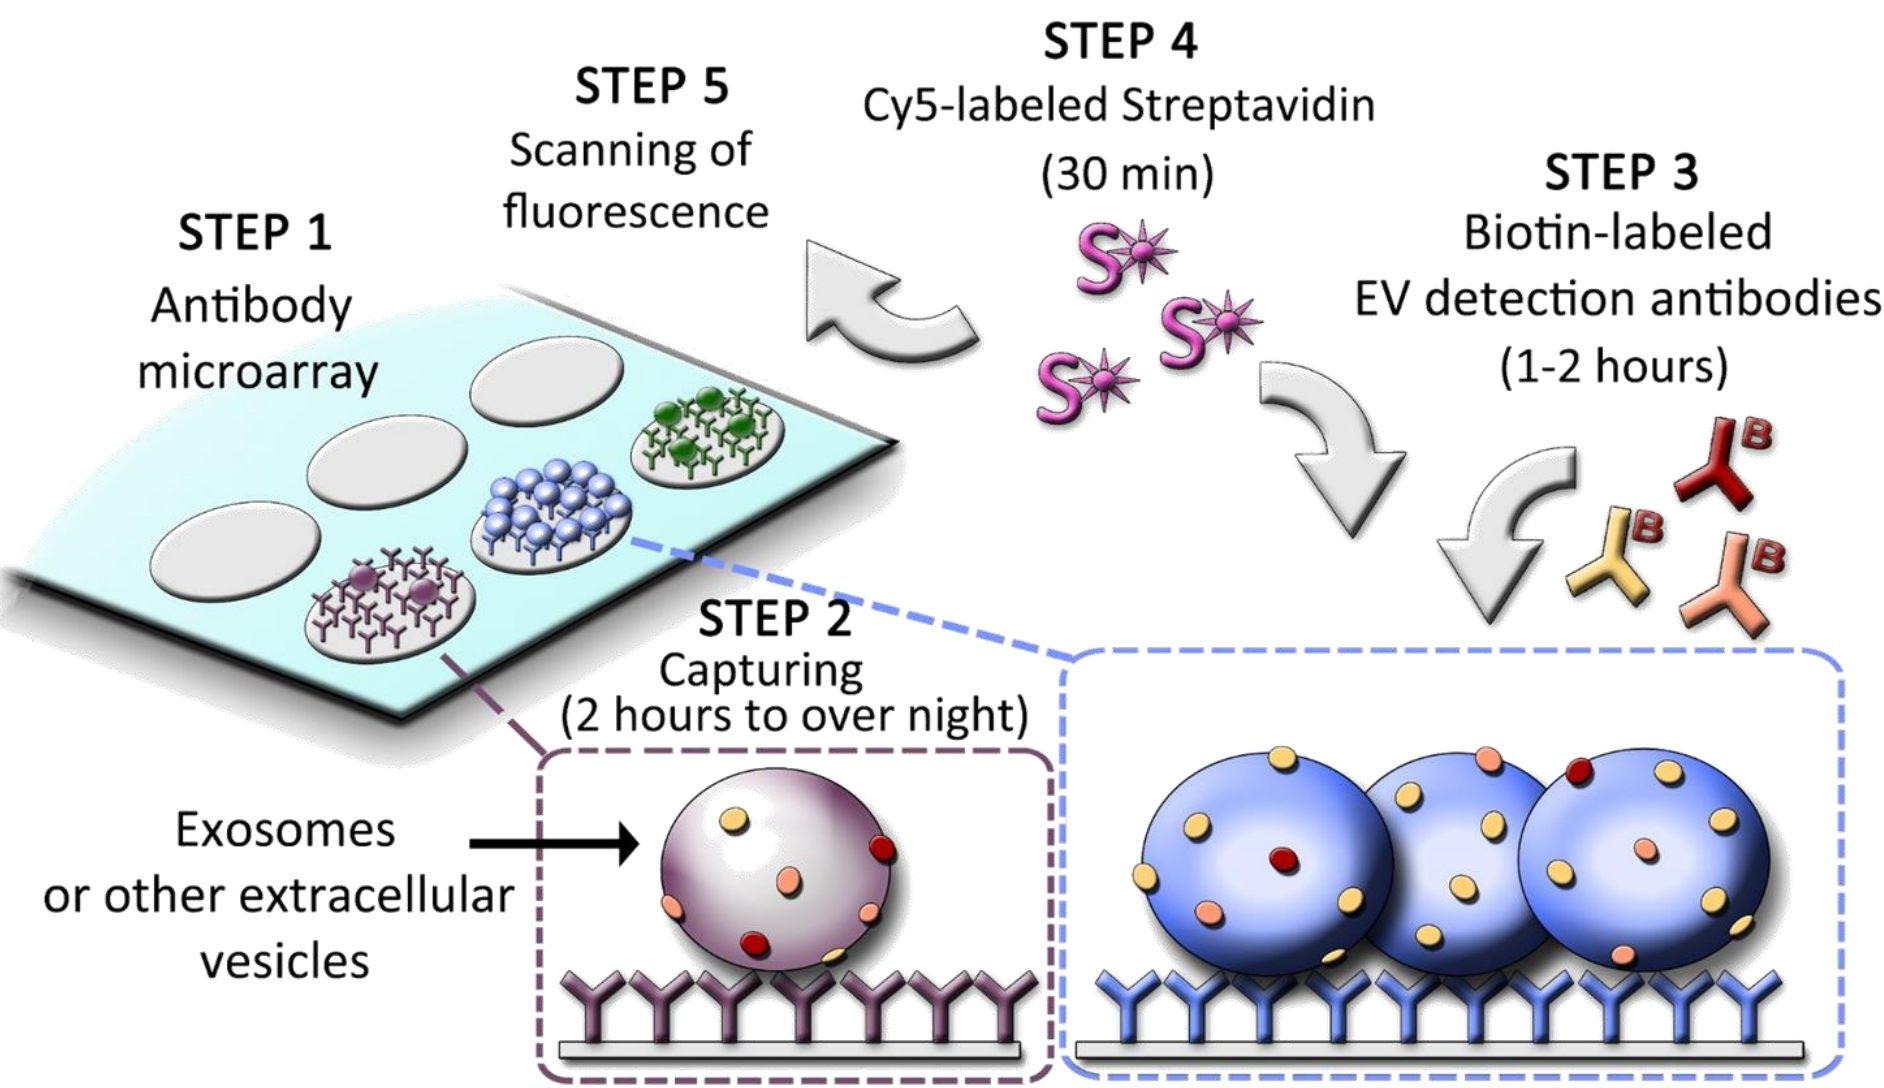 STEP 1
Antibody
microarray
STEP 5
Scanning of
fluorescence
STEP 4
Cy5-labeled Streptavidin
(30 min)
S
S
S
STEP 3
Biotin-labeled
EV detection antibodies
(1-2 hours)
B
B
B
STEP 2
Capturing
(2 hours to over night)
Exosomes
or other extracellular
vesicles